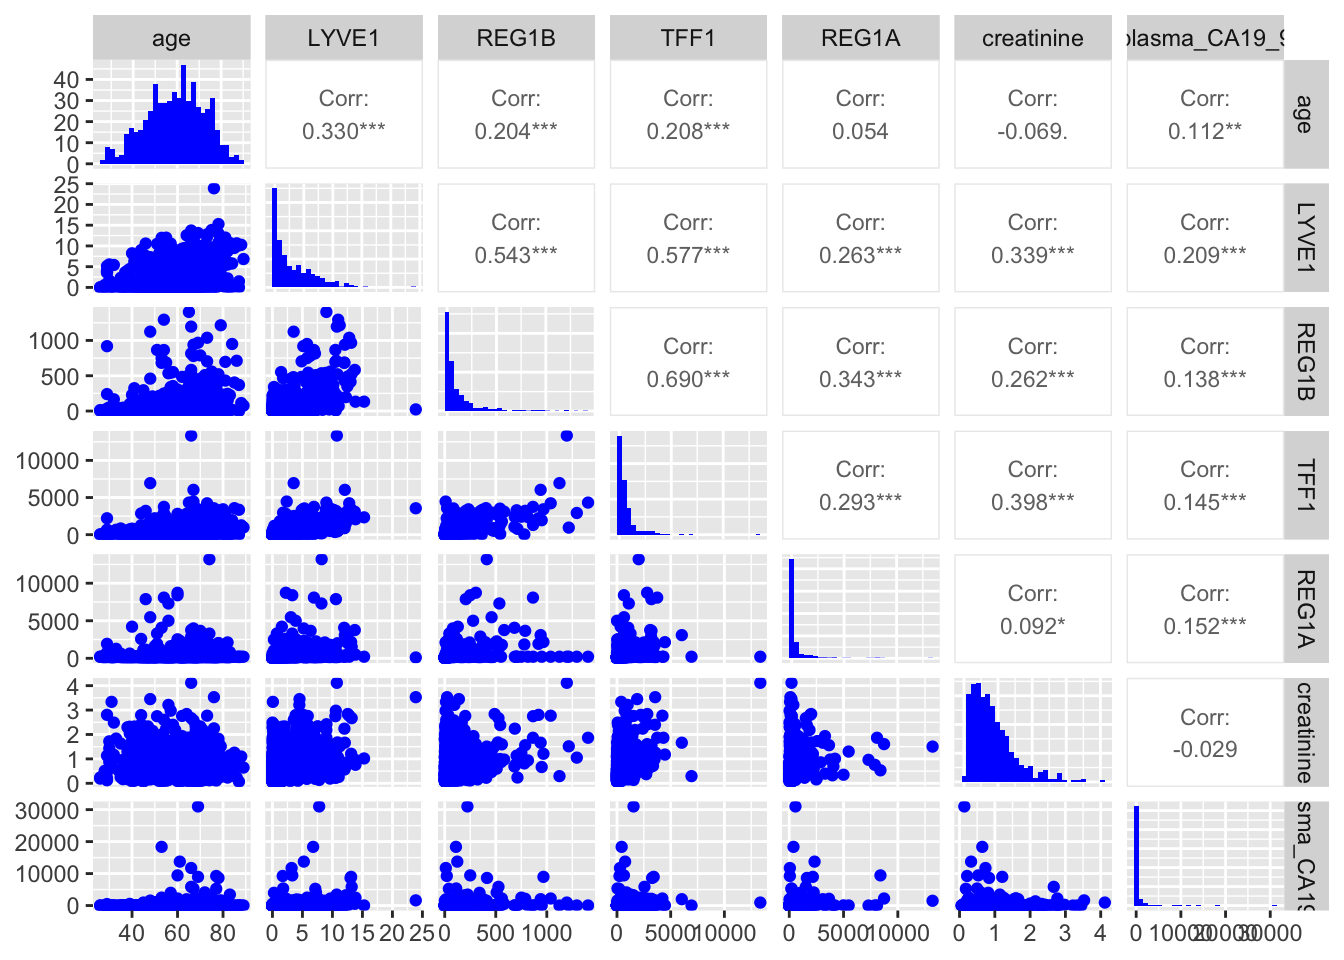 age
LYVE1
REG1B
TFF1
REG1A
creatinine
plasma_CA19_9
40
30
20
10
0
Corr:
0.330***
Corr:
0.204***
Corr:
0.208***
Corr:
0.054
Corr:
-0.069.
Corr:
0.112**
age
25
20
15
10
5
0
Corr:
0.543***
Corr:
0.577***
Corr:
0.263***
Corr:
0.339***
Corr:
0.209***
LYVE1
1000
500
0
Corr:
0.690***
Corr:
0.343***
Corr:
0.262***
Corr:
0.138***
REG1B
10000
5000
0
Corr:
0.293***
Corr:
0.398***
Corr:
0.145***
TFF1
10000
5000
0
Corr:
0.092*
Corr:
0.152***
REG1A
4
3
2
1
0
Corr:
-0.029
creatinine
30000
20000
10000
0
sma_CA19
40 60 80
0 5 10 15 20 25
0 500 1000
0 5000 10000
0 5000 10000
0 1 2 3 4
0 10000 20000 30000